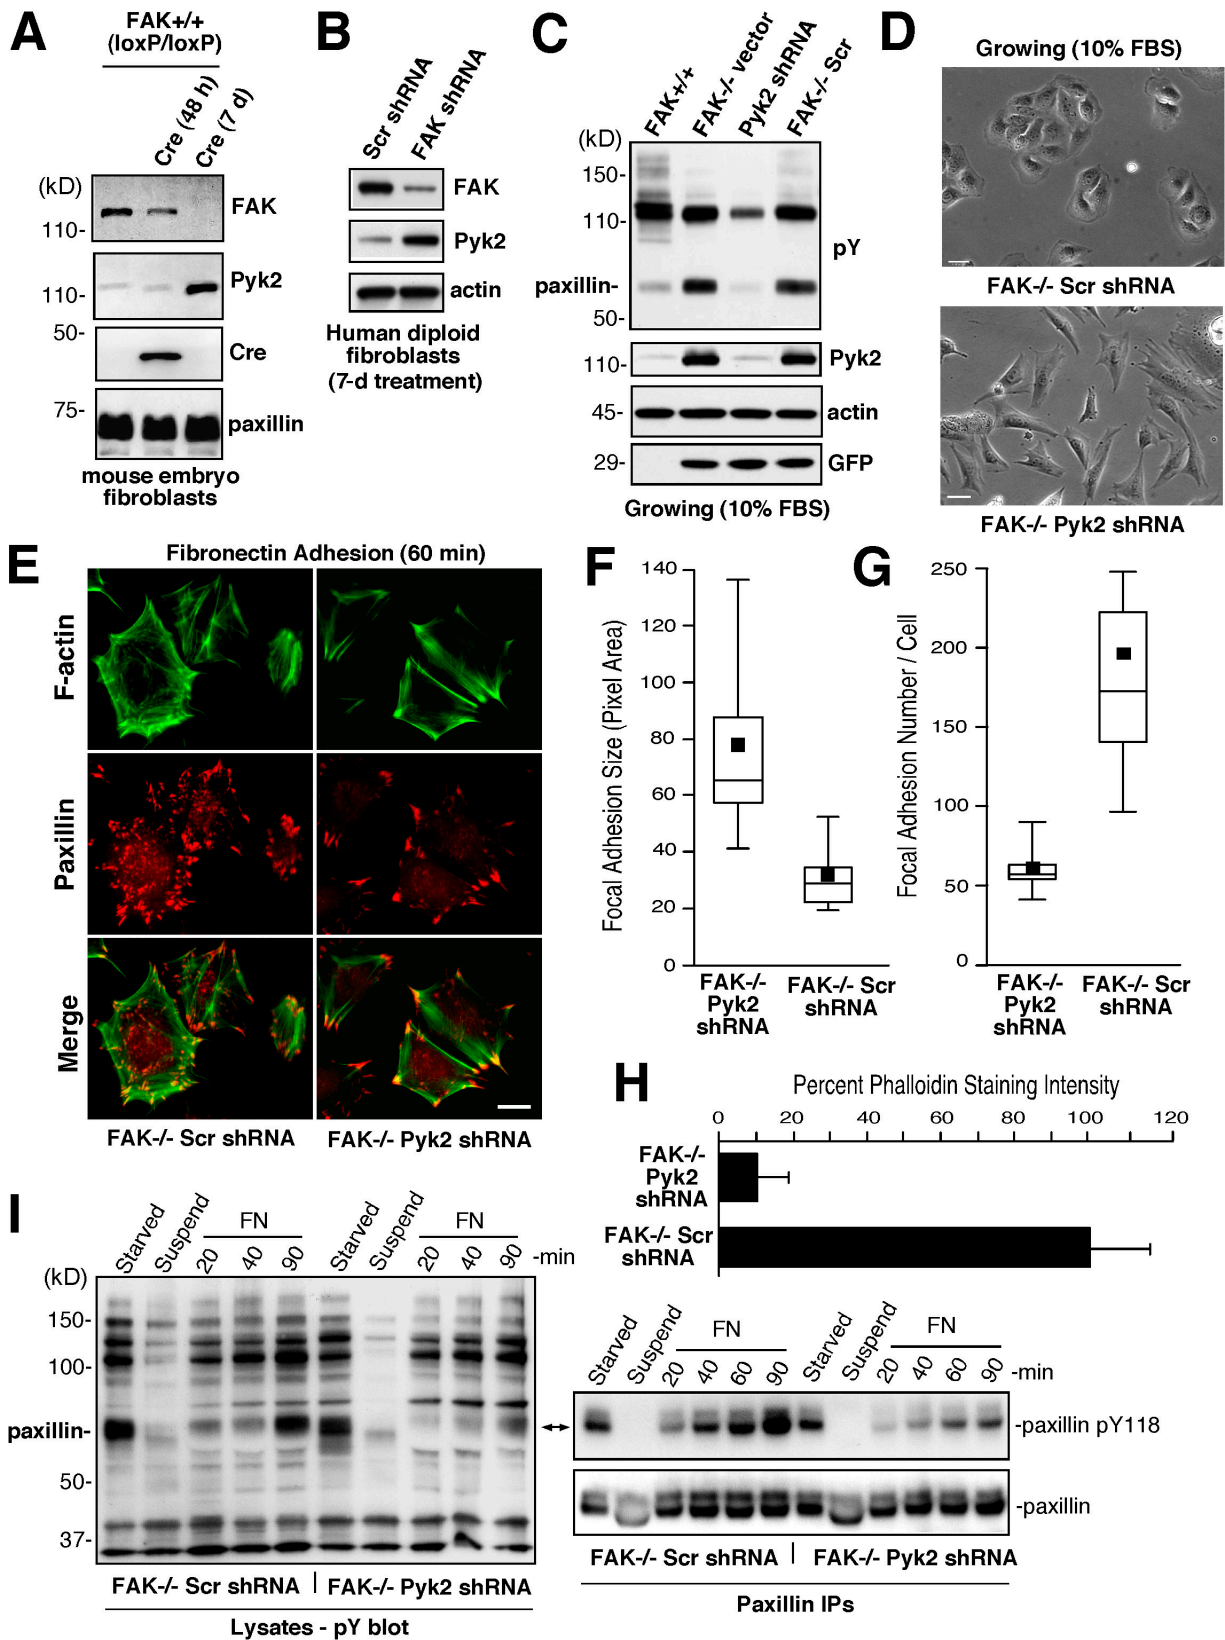 A
FAK+/+
(loxP/loxP)
Cre (48 h)
Cre (7 d)
(kD)
110-
FAK
110-
Pyk2
50-
Cre
75-
paxillin
mouse embryo
fibroblasts
B
Scr shRNA
FAK shRNA
FAK
Pyk2
actin
Human diploid
fibroblasts
(7-d treatment)
C
FAK+/+
FAK-/- vector
Pyk2 shRNA
FAK-/- Scr
(kD)
150-
110-
pY
paxillin-
50-
110-
Pyk2
45-
actin
29-
GFP
Growing (10% FBS)
D
Growing (10% FBS)
FAK-/- Scr shRNA
FAK-/- Pyk2 shRNA
E
Fibronectin Adhesion (60 min)
F-actin
Paxillin
Merge
FAK-/- Scr shRNA
FAK-/- Pyk2 shRNA
F
Focal Adhesion Size (Pixel Area)
140
120
100
80
60
40
20
0
FAK-/-
Pyk2
shRNA
FAK-/- Scr
shRNA
G
Focal Adhesion Number / Cell
250
200
150
100
50
0
FAK-/-
Pyk2
shRNA
FAK-/- Scr
shRNA
H
Percent Phalloidin Staining Intensity
0 20 40 60 80 100 120
FAK-/-
Pyk2
shRNA
FAK-/- Scr
shRNA
I
Starved
Suspend
FN
20 40 90
Starved
Suspend
FN
20 40 90 -min
(kD)
150-
100-
paxillin-
50-
37-
FAK-/- Scr shRNA | FAK-/- Pyk2 shRNA
Lysates - pY blot
Starved
Suspend
FN
20 40 60 90
Starved
Suspend
FN
20 40 60 90 -min
-paxillin pY118
-paxillin
FAK-/- Scr shRNA | FAK-/- Pyk2 shRNA
Paxillin IPs